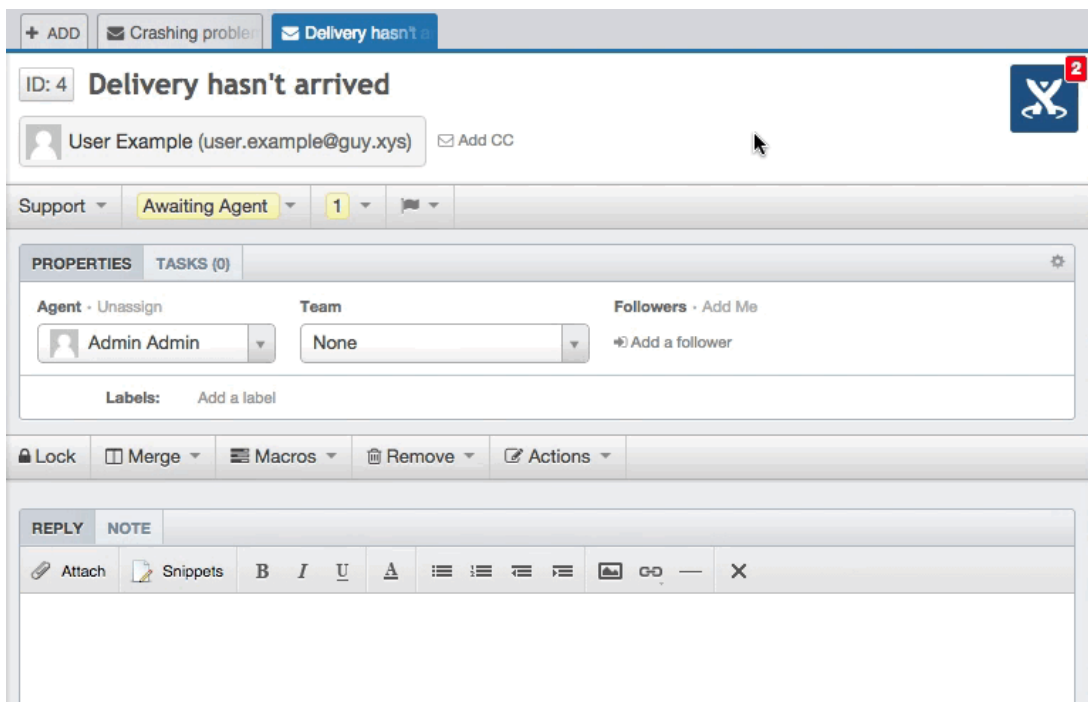 + ADD Crashing problem Delivery hasn't a
ID: 4 Delivery hasn't arrived 2
User Example (user.example@guy.xys) Add CC
Support Awaiting Agent 1
PROPERTIES TASKS (0)
Agent · Unassign Team Followers · Add Me
Admin Admin None Add a follower
Labels: Add a label
Lock Merge Macros Remove Actions
REPLY NOTE
Attach Snippets B I U A